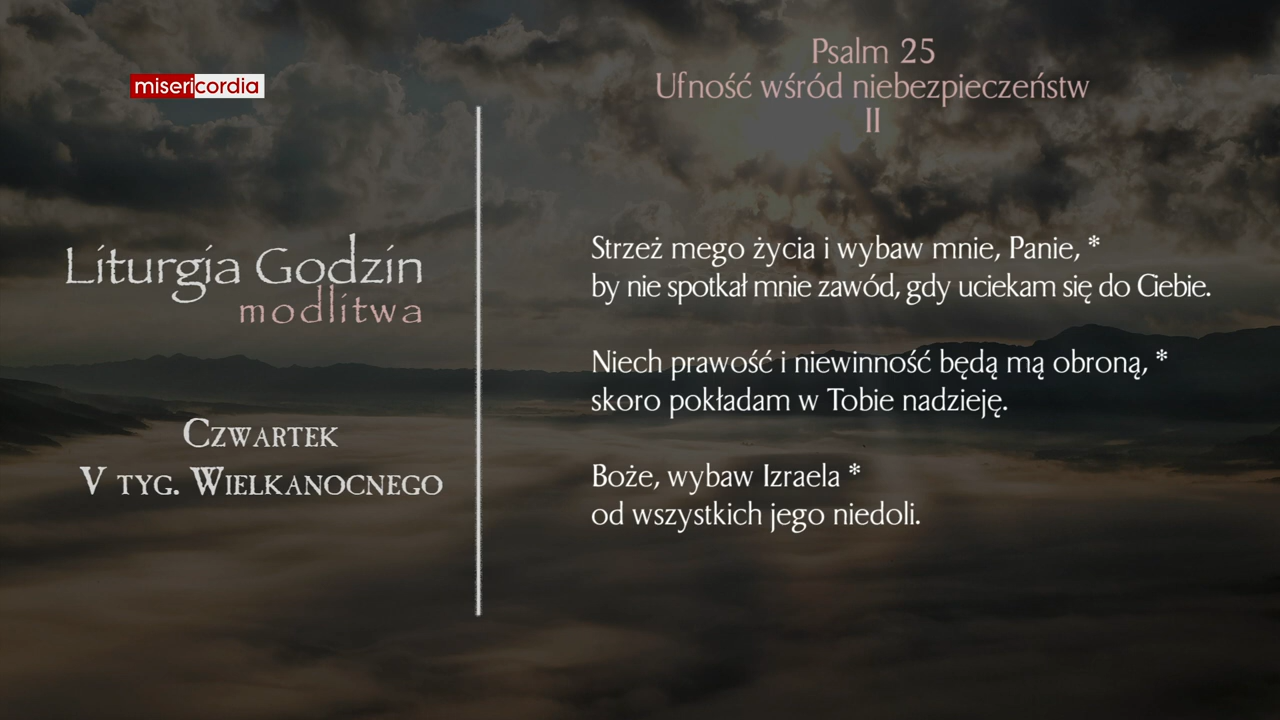 misericordia
Liturgia Godzin
modlitwa
Czwartek
V tyg. Wielkanocnego
Psalm 25
Ufność wśród niebezpieczeństw
II
Strzeż mego życia i wybaw mnie, Panie, *
by nie spotkał mnie zawód, gdy uciekam się do Ciebie.
Niech prawość i niewinność będą mą obroną, *
skoro pokładam w Tobie nadzieję.
Boże, wybaw Izraela *
od wszystkich jego niedoli.